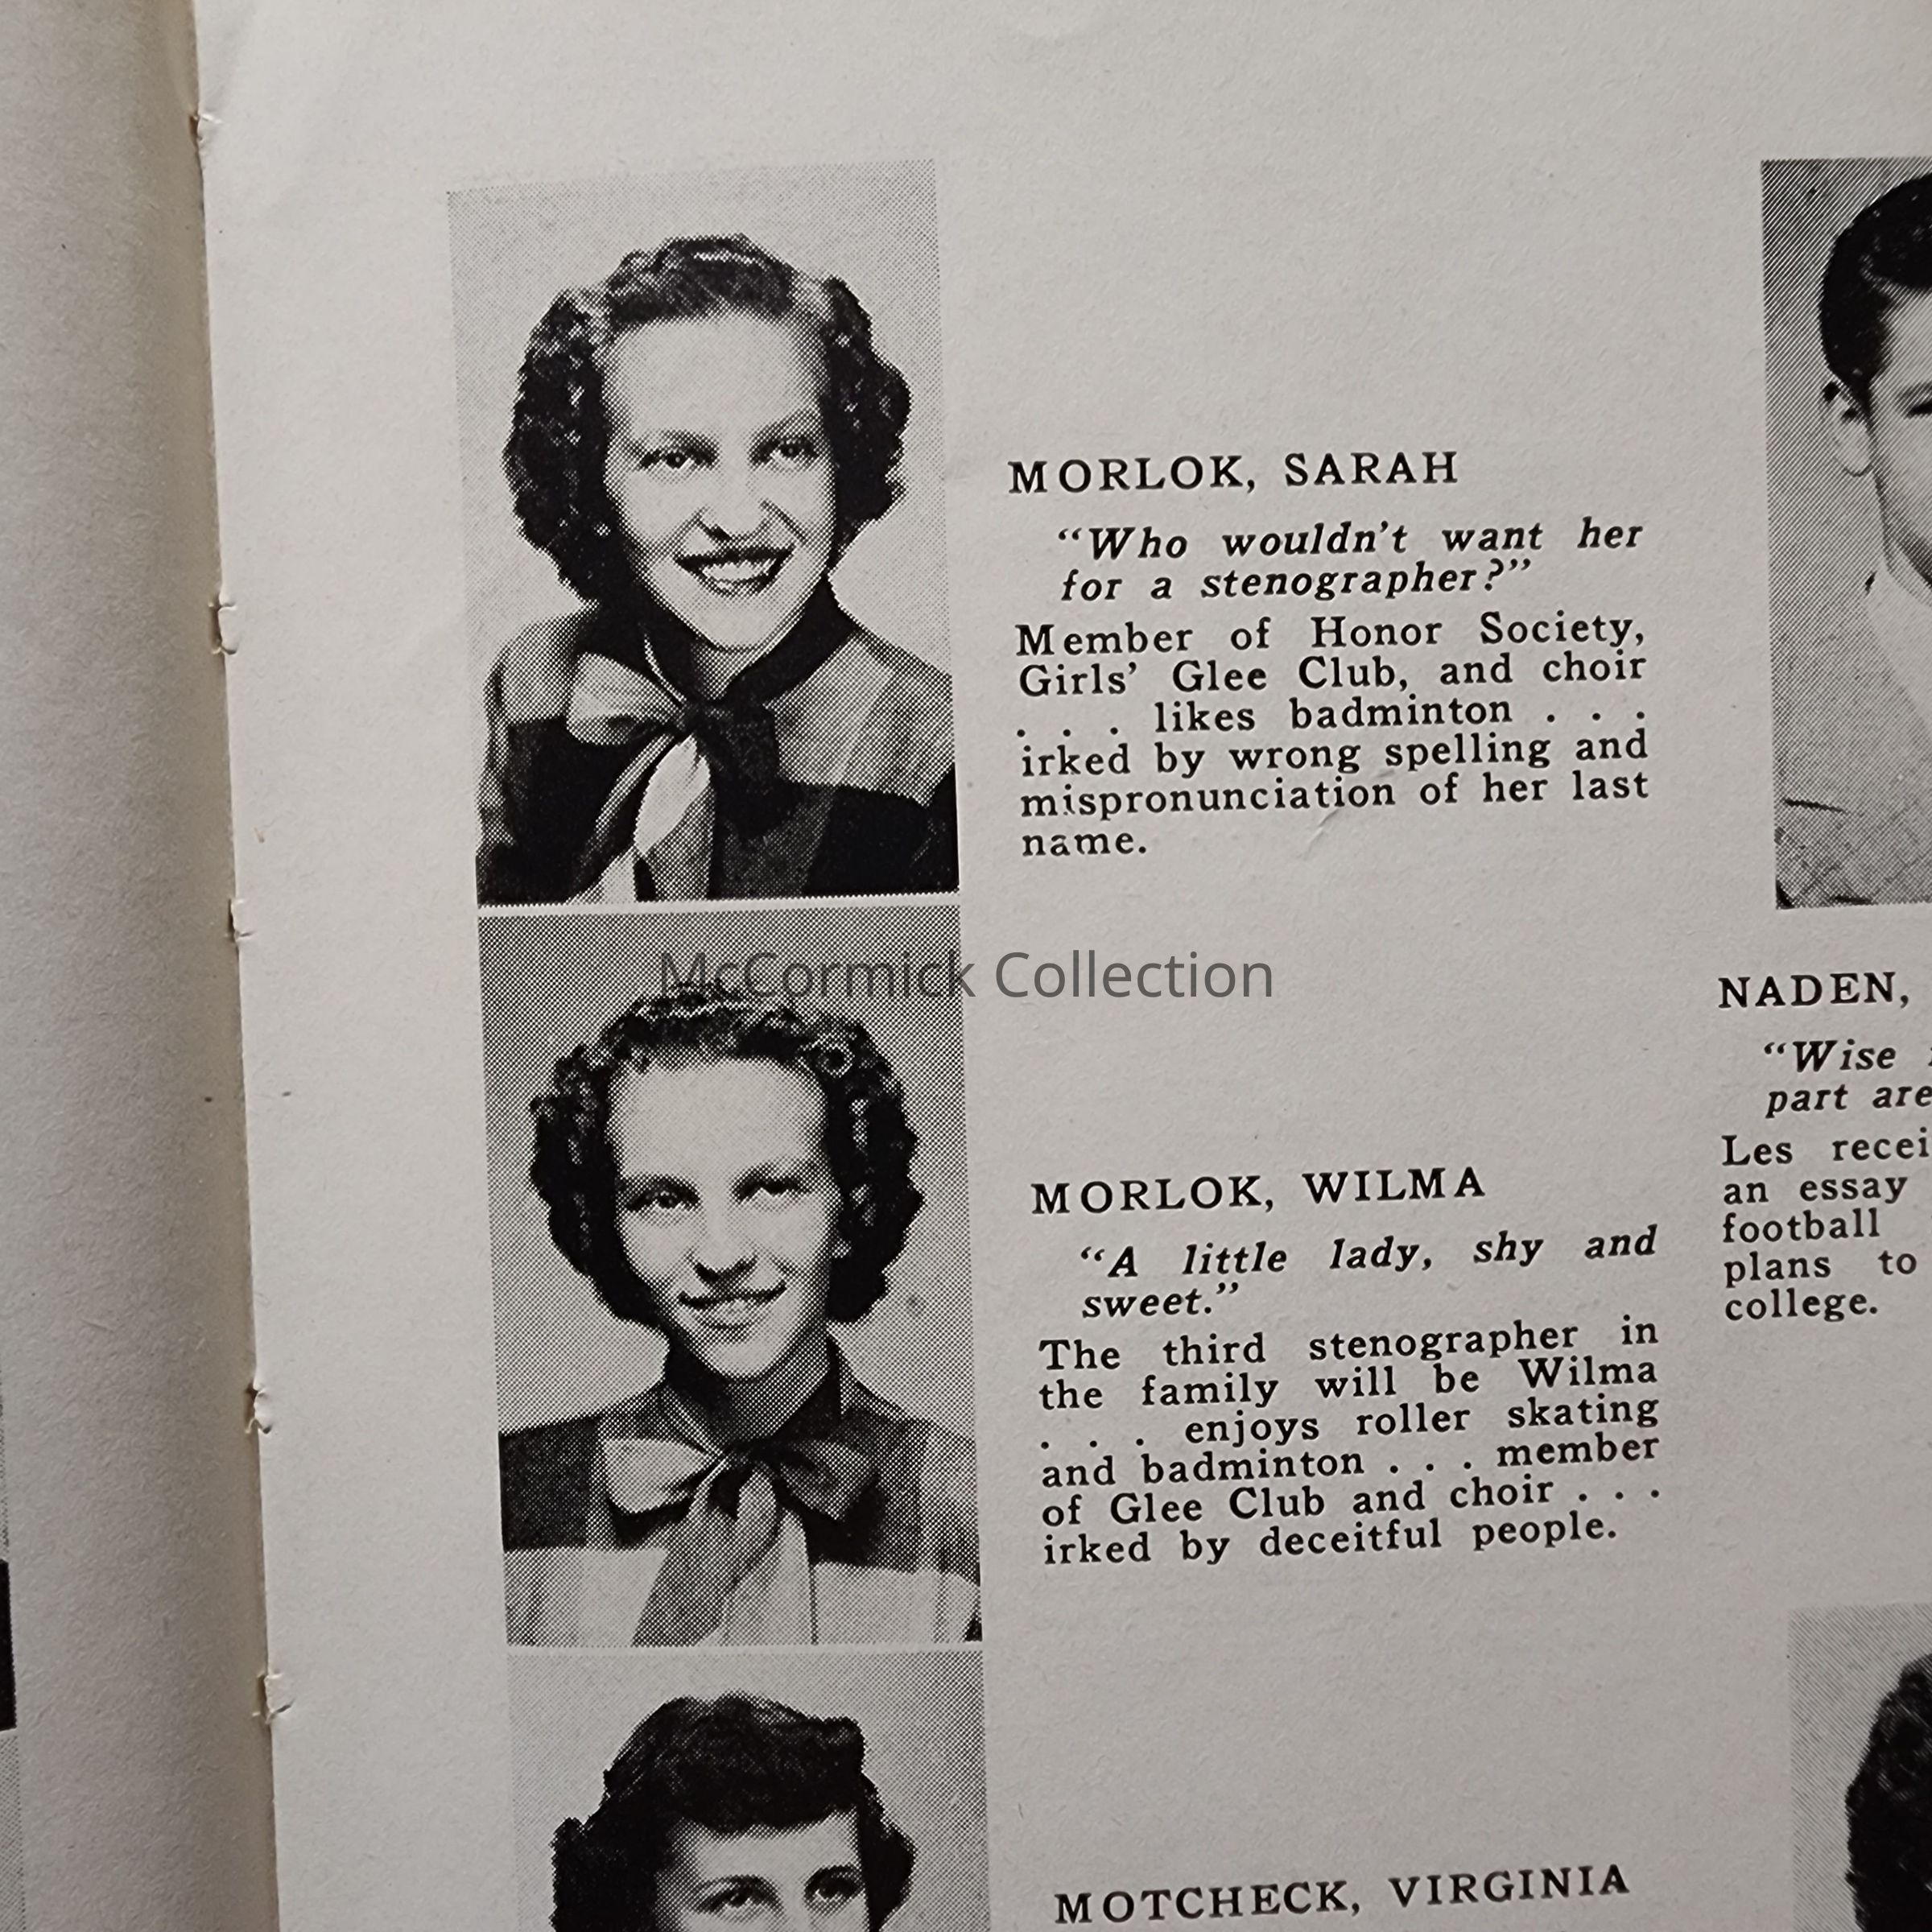 MORLOK, SARAH
"Who wouldn't want her
for a stenographer?"
Member of Honor Society,
Girls' Glee Club, and choir
. . . likes badminton . . .
irked by wrong spelling and
mispronunciation of her last
name.
McCormick Collection
MORLOK, WILMA
"A little lady, shy and
sweet."
The third stenographer in
the family will be Wilma
. . . enjoys roller skating
and badminton . . . member
of Glee Club and choir . . .
irked by deceitful people.
MOTCHECK, VIRGINIA
NADEN,
"Wise
part are
Les
an essay
football
plans to
college.